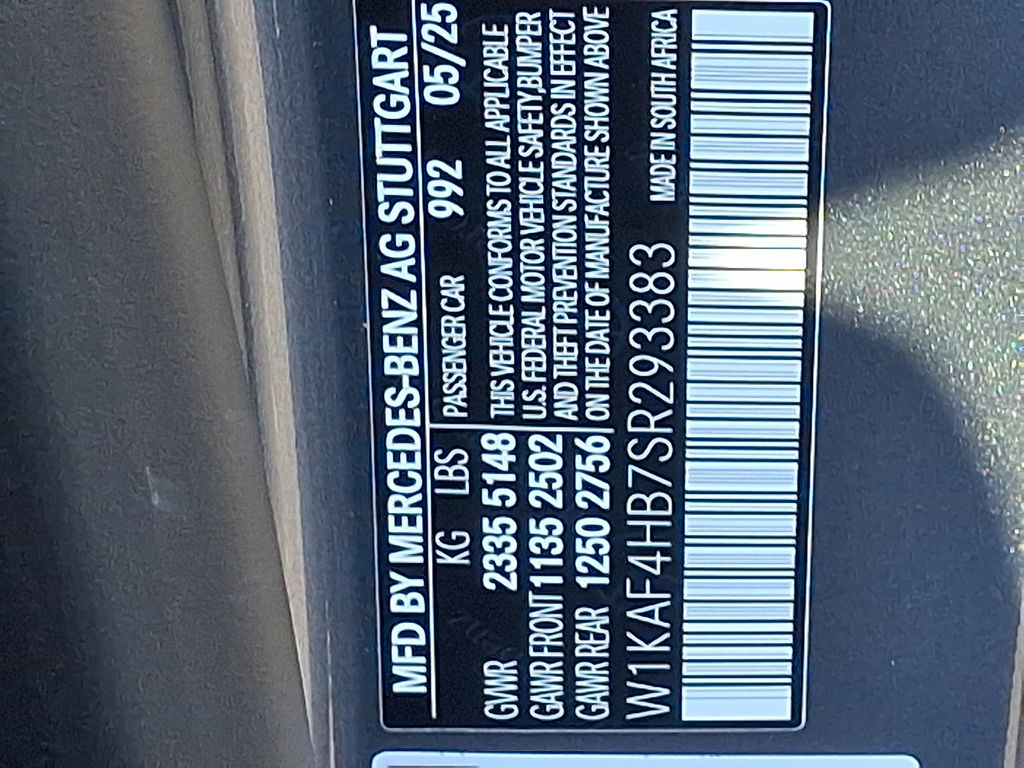 MFD BY MERCEDES-BENZ AG STUTTGART
KG LBS
GVWR 2335 5148
GAWR FRONT 1135 2502
GAWR REAR 1250 2756
PASSENGER CAR 992 05/25
THIS VEHICLE CONFORMS TO ALL APPLICABLE
U.S. FEDERAL MOTOR VEHICLE SAFETY,BUMPER
AND THEFT PREVENTION STANDARDS IN EFFECT
ON THE DATE OF MANUFACTURE SHOWN ABOVE
W1KAF4HB7SR293383
MADE IN SOUTH AFRICA